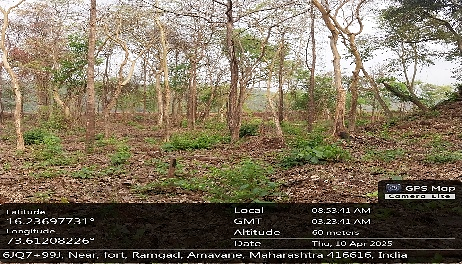 GPS Map
Camera Lite
Latitude
16.23697731°
Longitude
73.61208226°
Local 08:53:41 AM
GMT 03:23:41 AM
Altitude 60 meters
Date Thu, 10 Apr 2025
6JQ7+99J, Near, fort, Ramgad, Amavane, Maharashtra 416616, India